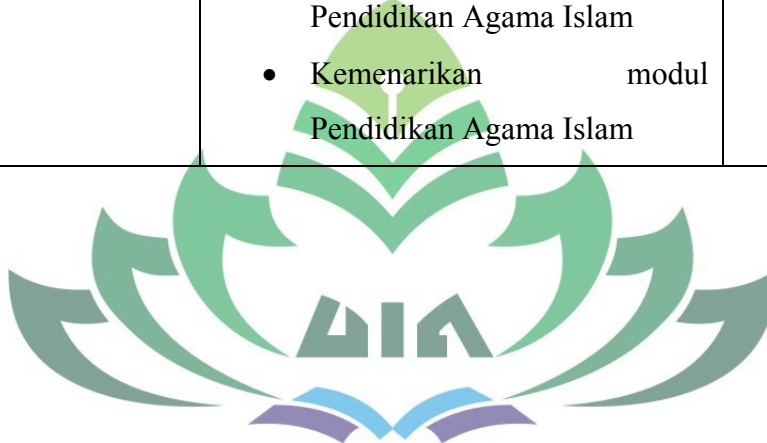 Pendidikan Agama Islam
• Kemenarikan modul
Pendidikan Agama Islam
UIN